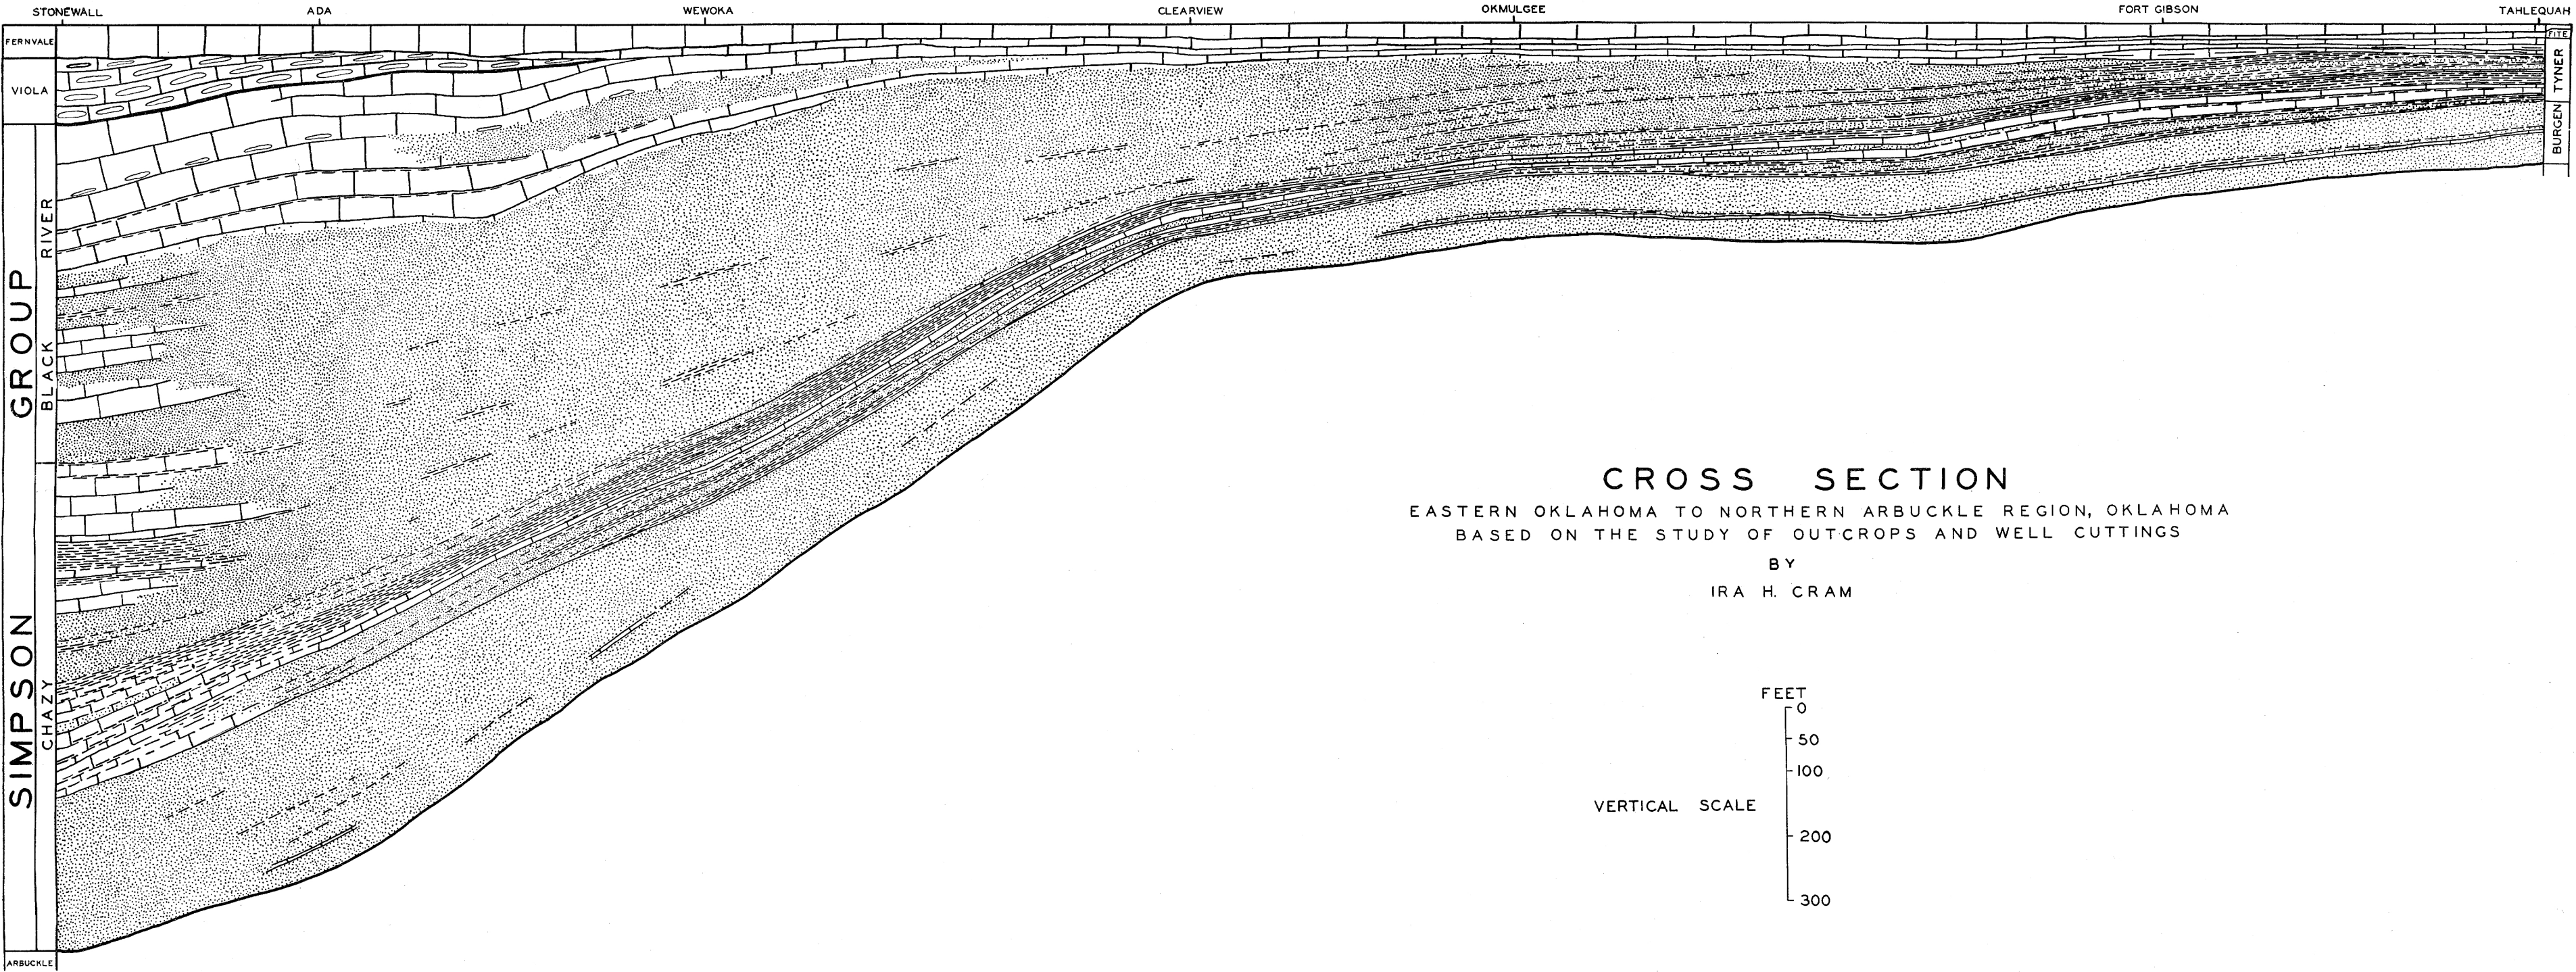 STONEWALL ADA WEWOKA CLEARVIEW OKMULGEE FORT GIBSON TAHLEQUAH
FERNVALE
VIOLA
SIMPSON GROUP
BLACK RIVER
CHAZY
ARBUCKLE
FITE
TYNER
BURGEN
CROSS SECTION
EASTERN OKLAHOMA TO NORTHERN ARBUCKLE REGION, OKLAHOMA
BASED ON THE STUDY OF OUTCROPS AND WELL CUTTINGS
BY
IRA H. CRAM
FEET
0
50
100
VERTICAL SCALE
200
300